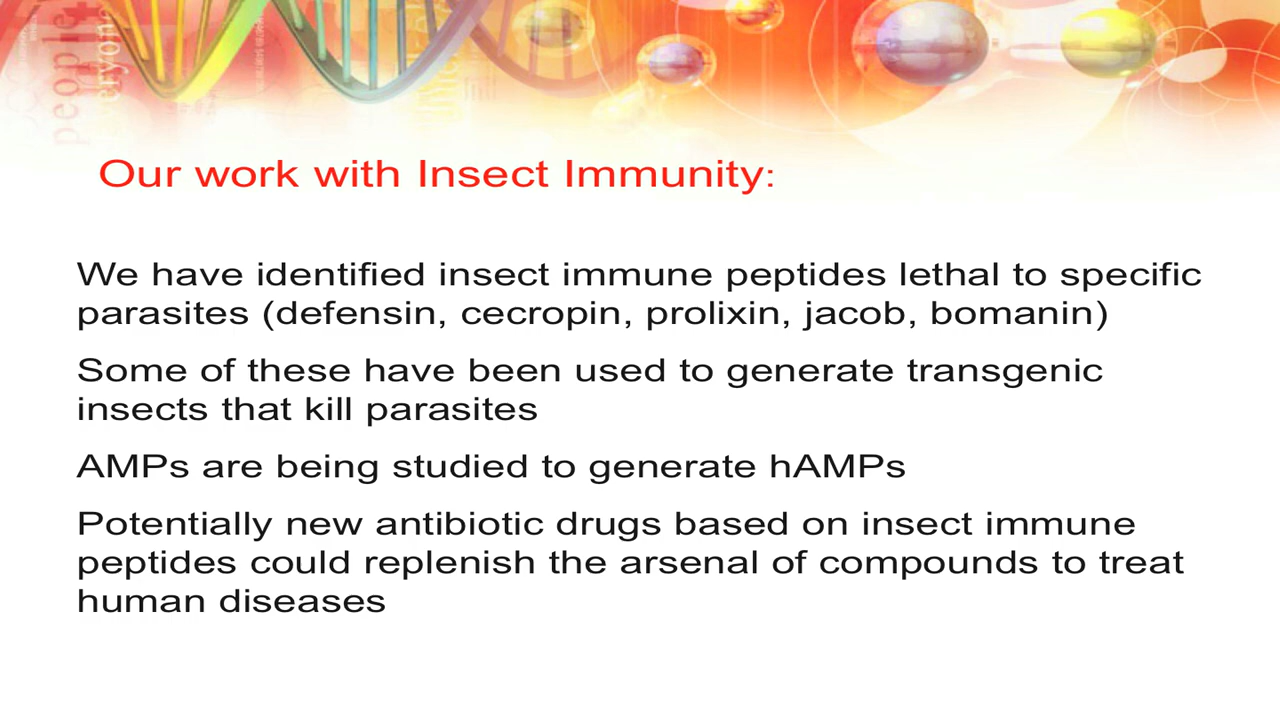 people
everyone
Our work with Insect Immunity:
We have identified insect immune peptides lethal to specific
parasites (defensin, cecropin, prolixin, jacob, bomanin)
Some of these have been used to generate transgenic
insects that kill parasites
AMPs are being studied to generate hAMPs
Potentially new antibiotic drugs based on insect immune
peptides could replenish the arsenal of compounds to treat
human diseases